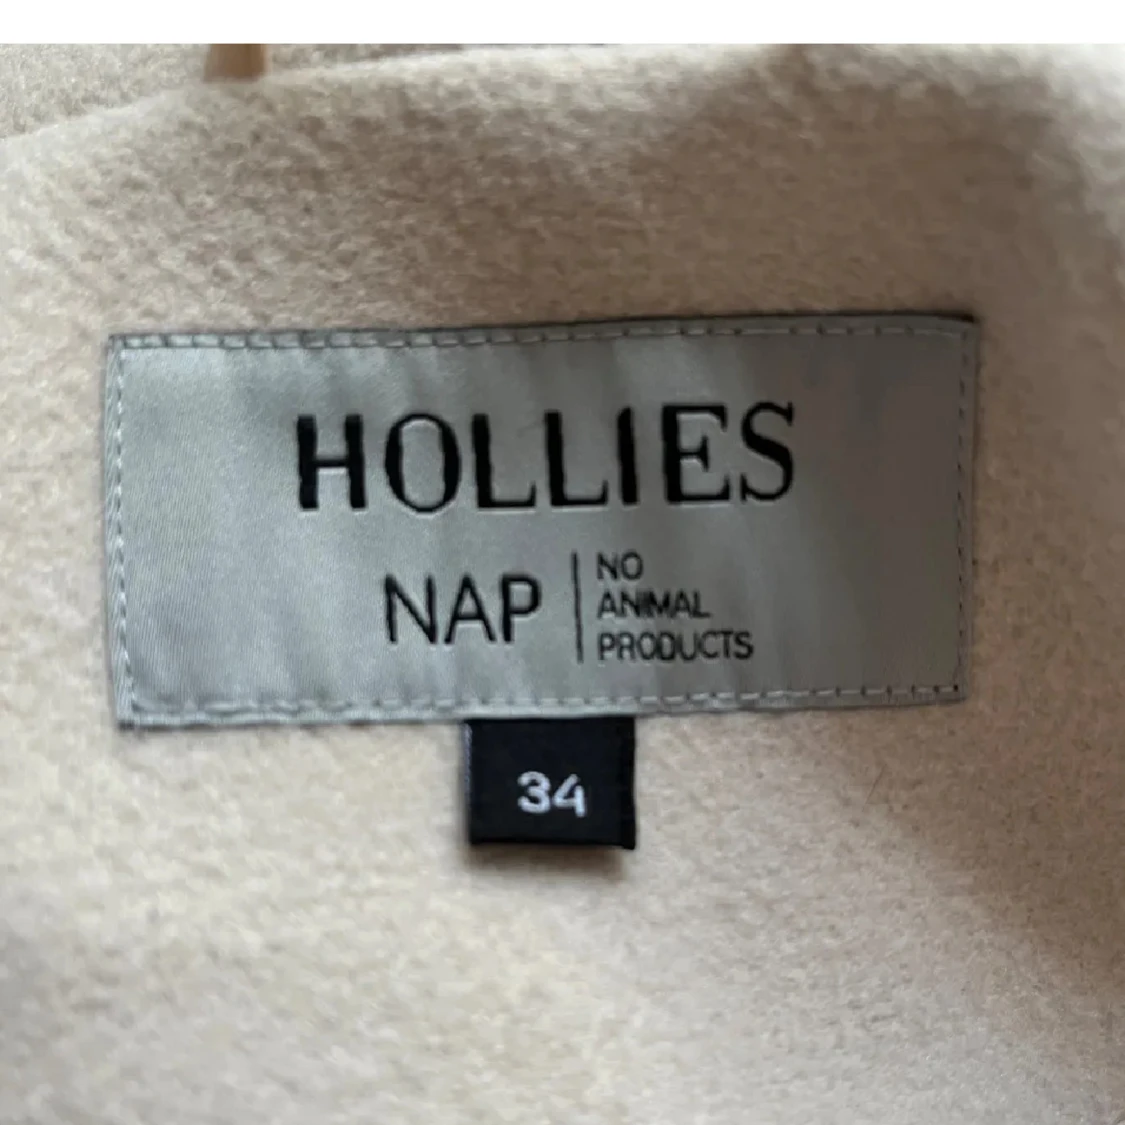 HOLLIES
NAP
NO
ANIMAL
PRODUCTS
34